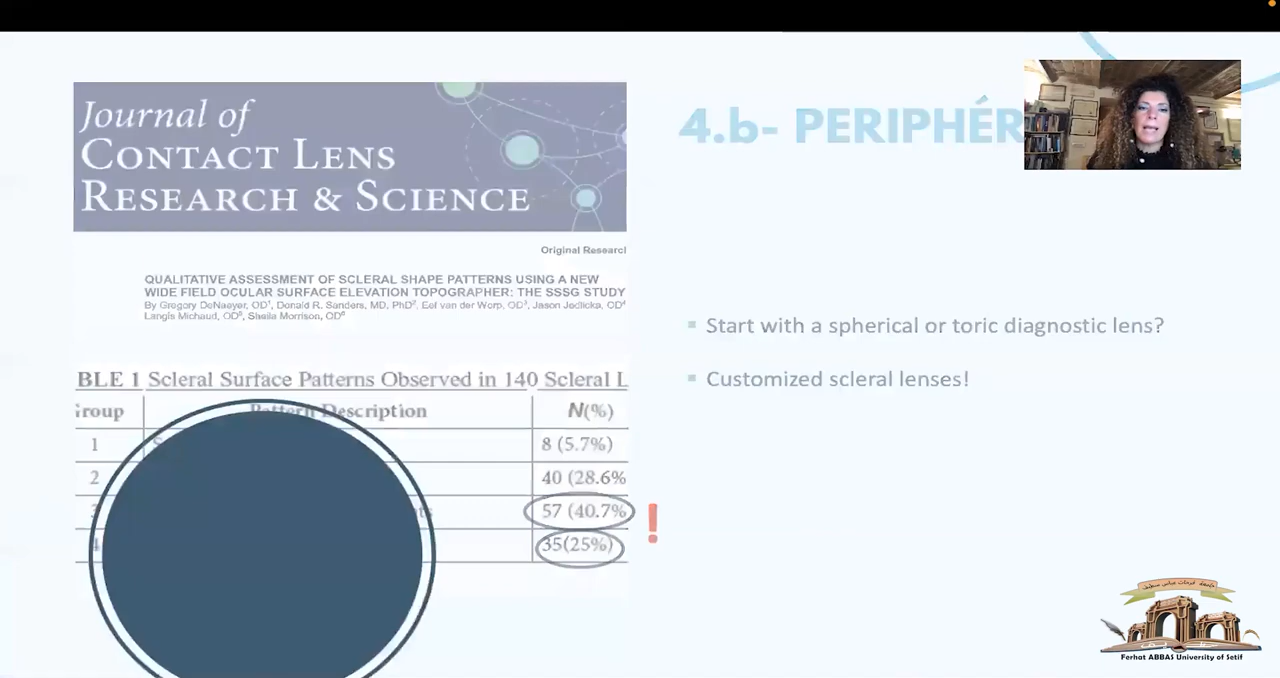 Journal of
CONTACT LENS
RESEARCH & SCIENCE
Original Researcl
QUALITATIVE ASSESSMENT OF SCLERAL SHAPE PATTERNS USING A NEW
WIDE FIELD OCULAR SURFACE ELEVATION TOPOGRAPHER: THE SSSG STUDY
By Gregory DeNaeyer, OD1, Donald R. Sanders, MD, PhD2, Eef van der Worp, OD3, Jason Jedlicka, OD4
Langis Michaud, OD5, Sheila Morrison, OD6
BLE 1 Scleral Surface Patterns Observed in 140 Scleral L
Group Pattern Description N(%)
1 S 8 (5.7%)
2 40 (28.6%
3 57 (40.7%
4 35(25%)
!
4.b- PERIPHÉR
Start with a spherical or toric diagnostic lens?
Customized scleral lenses!
Ferhat ABBAS University of Setif